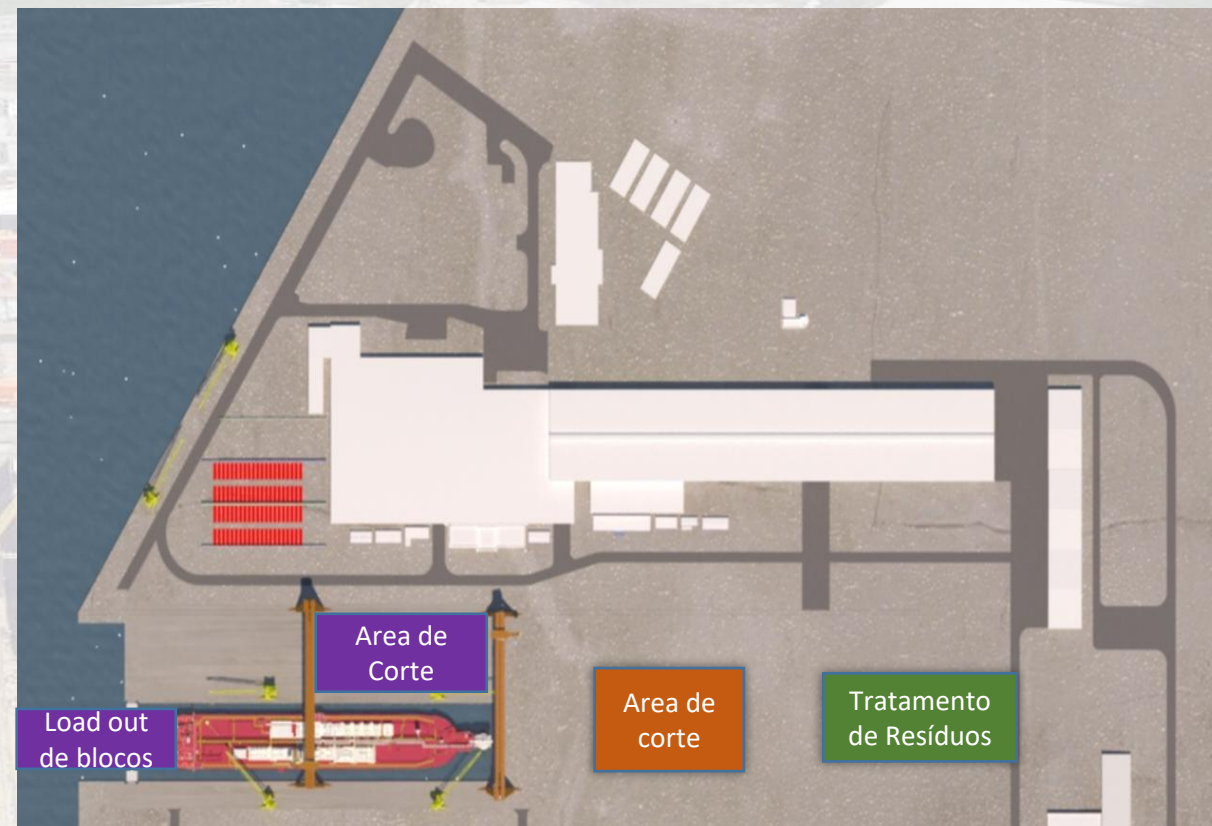 Area de
Corte
Load out
de blocos
Area de
corte
Tratamento
de Resíduos